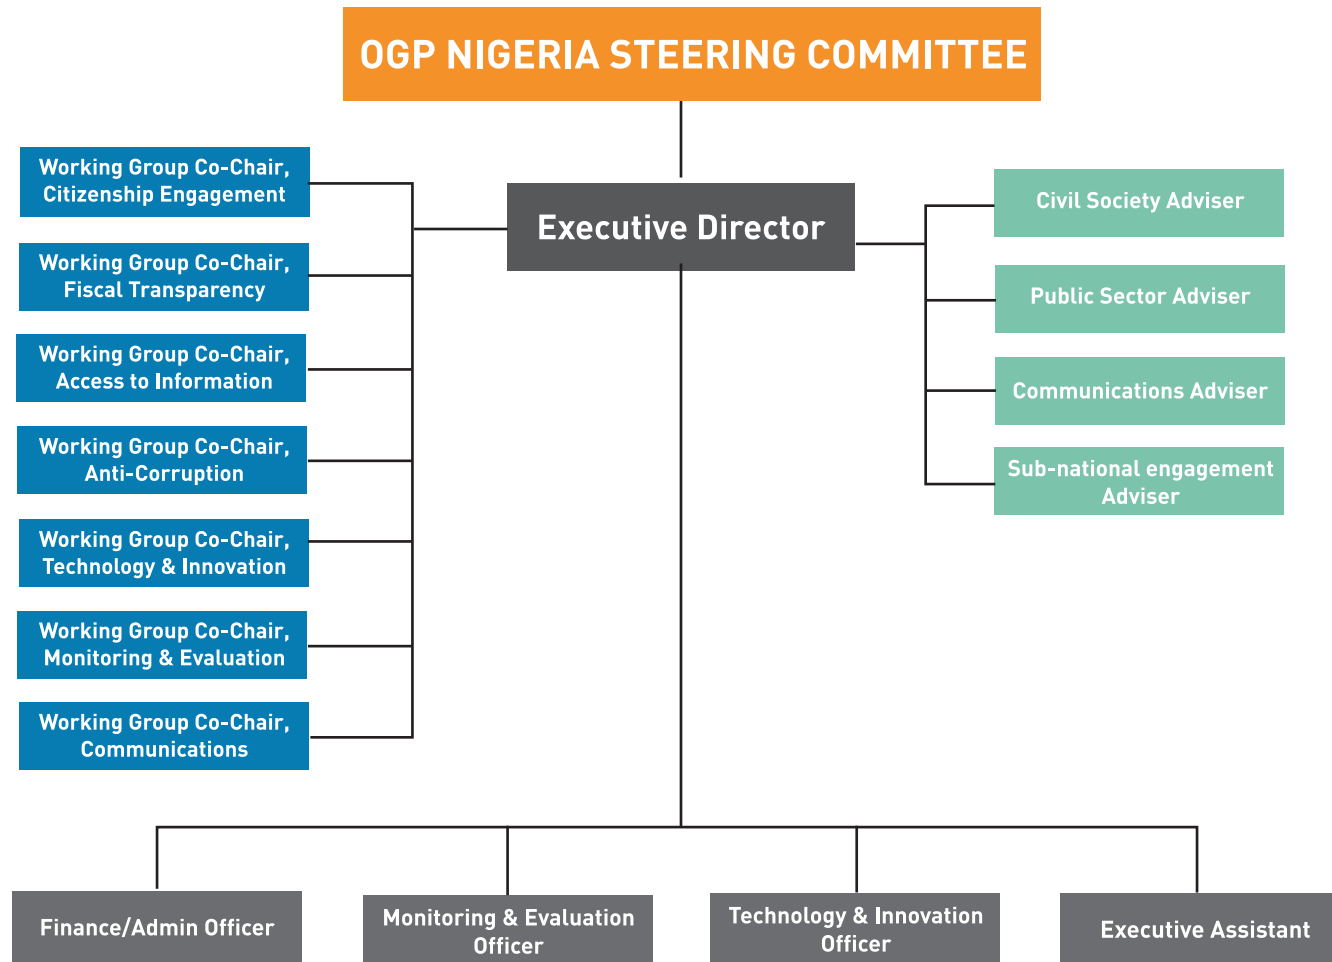 OGP NIGERIA STEERING COMMITTEE
Executive Director
Working Group Co-Chair,
Citizenship Engagement
Working Group Co-Chair,
Fiscal Transparency
Working Group Co-Chair,
Access to Information
Working Group Co-Chair,
Anti-Corruption
Working Group Co-Chair,
Technology & Innovation
Working Group Co-Chair,
Monitoring & Evaluation
Working Group Co-Chair,
Communications
Civil Society Adviser
Public Sector Adviser
Communications Adviser
Sub-national engagement
Adviser
Finance/Admin Officer
Monitoring & Evaluation
Officer
Technology & Innovation
Officer
Executive Assistant